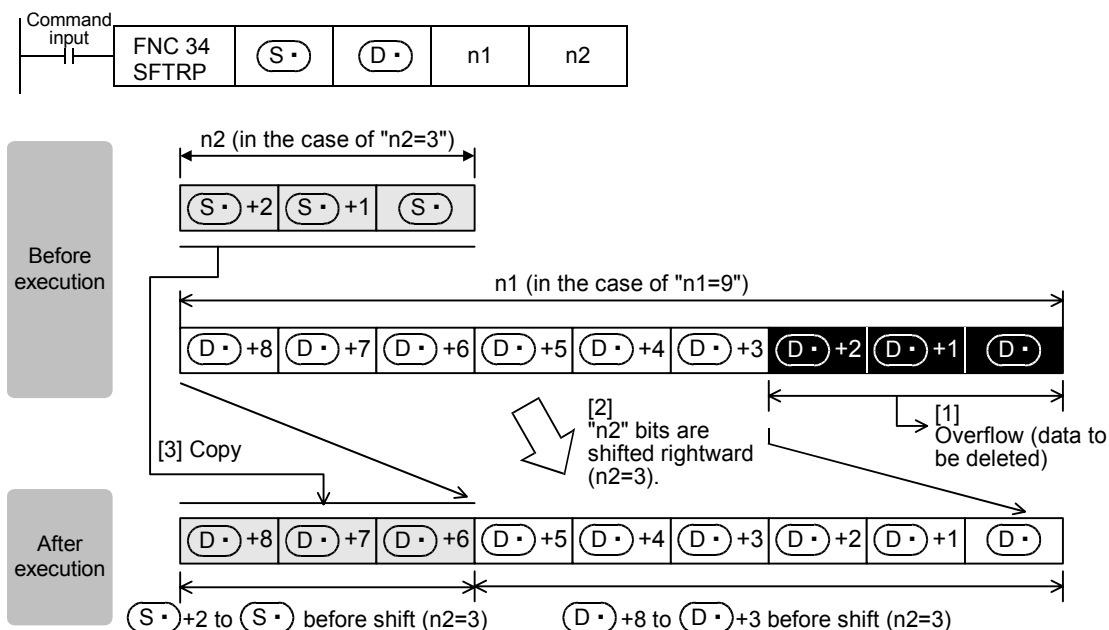 Command
input
FNC 34
SFTRP
S·
D·
n1
n2
n2 (in the case of "n2=3")
S· +2
S· +1
S·
Before
execution
n1 (in the case of "n1=9")
D· +8
D· +7
D· +6
D· +5
D· +4
D· +3
D· +2
D· +1
D·
[1]
Overflow (data to
be deleted)
[2]
"n2" bits are
shifted rightward
(n2=3).
[3] Copy
After
execution
D· +8
D· +7
D· +6
D· +5
D· +4
D· +3
D· +2
D· +1
D·
S· +2 to S· before shift (n2=3)
D· +8 to D· +3 before shift (n2=3)